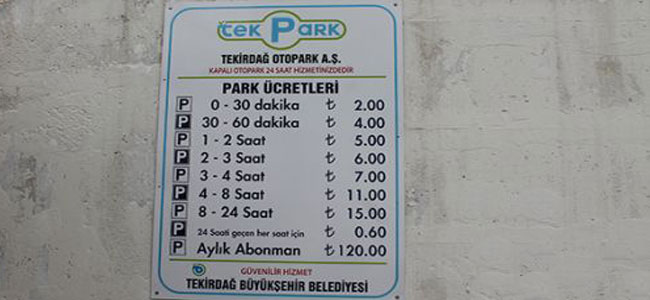 tek Park
TEKİRDAĞ OTOPARK A.Ş.
KAPALI OTOPARK 24 SAAT HİZMETİNİZDEDİR
PARK ÜCRETLERİ
P 0 - 30 dakika ₺ 2.00
P 30 - 60 dakika ₺ 4.00
P 1 - 2 Saat ₺ 5.00
P 2 - 3 Saat ₺ 6.00
P 3 - 4 Saat ₺ 7.00
P 4 - 8 Saat ₺ 11.00
P 8 - 24 Saat ₺ 15.00
P 24 Saati geçen her saat için ₺ 0.60
P Aylık Abonman ₺ 120.00
GÜVENİLİR HİZMET
TEKİRDAĞ BÜYÜKŞEHİR BELEDİYESİ